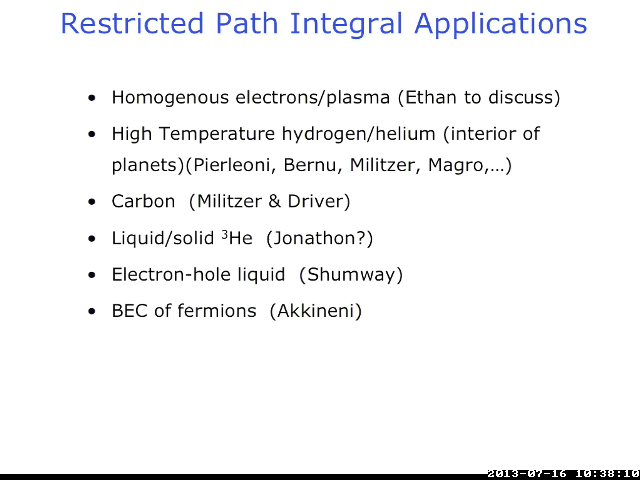 Restricted Path Integral Applications
• Homogenous electrons/plasma (Ethan to discuss)
• High Temperature hydrogen/helium (interior of
planets)(Pierleoni, Bernu, Militzer, Magro,...)
• Carbon (Militzer & Driver)
• Liquid/solid ³He (Jonathon?)
• Electron-hole liquid (Shumway)
• BEC of fermions (Akkineni)
2013-07-16 10:38:10